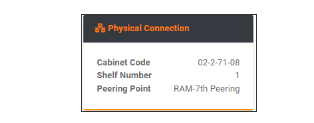 Physical Connection
Cabinet Code 02-2-71-08
Shelf Number 1
Peering Point RAM-7th Peering